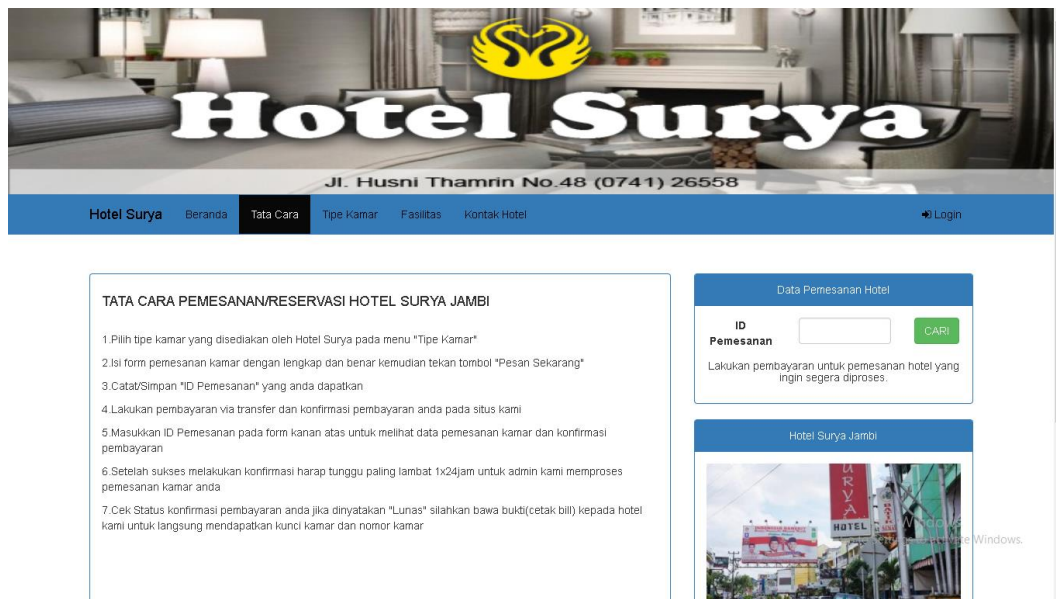 Hotel Surya
Jl. Husni Thamrin No.48 (0741) 26558
Hotel Surya Beranda Tata Cara Tipe Kamar Fasilitas Kontak Hotel Login
TATA CARA PEMESANAN/RESERVASI HOTEL SURYA JAMBI
1.Pilih tipe kamar yang disediakan oleh Hotel Surya pada menu "Tipe Kamar"
2.Isi form pemesanan kamar dengan lengkap dan benar kemudian tekan tombol "Pesan Sekarang"
3.Catat/Simpan "ID Pemesanan" yang anda dapatkan
4.Lakukan pembayaran via transfer dan konfirmasi pembayaran anda pada situs kami
5.Masukkan ID Pemesanan pada form kanan atas untuk melihat data pemesanan kamar dan konfirmasi
pembayaran
6.Setelah sukses melakukan konfirmasi harap tunggu paling lambat 1x24jam untuk admin kami memproses
pemesanan kamar anda
7.Cek Status konfirmasi pembayaran anda jika dinyatakan "Lunas" silahkan bawa bukti(cetak bill) kepada hotel
kami untuk langsung mendapatkan kunci kamar dan nomor kamar
Data Pemesanan Hotel
ID
Pemesanan
CARI
Lakukan pembayaran untuk pemesanan hotel yang
ingin segera diproses.
Hotel Surya Jambi
URYA
HOTEL
Windows.